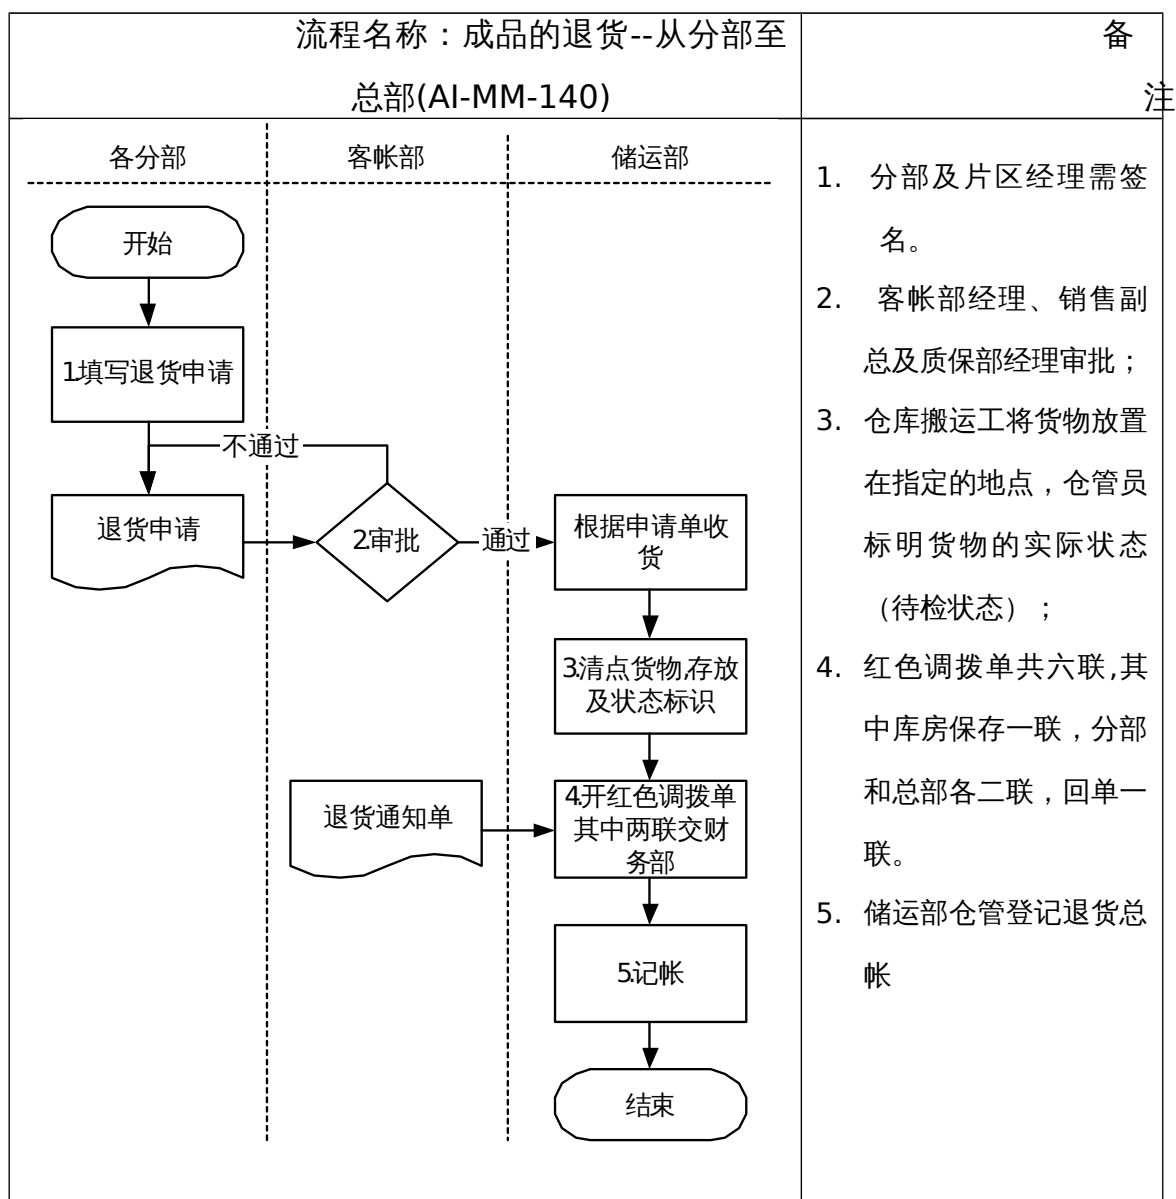 流程名称：成品的退货--从分部至
总部(AI-MM-140)
备
注
各分部
客帐部
储运部
开始
1.填写退货申请
不通过
退货申请
2.审批
通过
根据申请单收
货
3.清点货物,存放
及状态标识
退货通知单
4.开红色调拨单
其中两联交财
务部
5.记帐
结束
1. 分部及片区经理需签
名。
2. 客帐部经理、销售副
总及质保部经理审批；
3. 仓库搬运工将货物放置
在指定的地点，仓管员
标明货物的实际状态
（待检状态）；
4. 红色调拨单共六联,其
中库房保存一联，分部
和总部各二联，回单一
联。
5. 储运部仓管登记退货总
帐